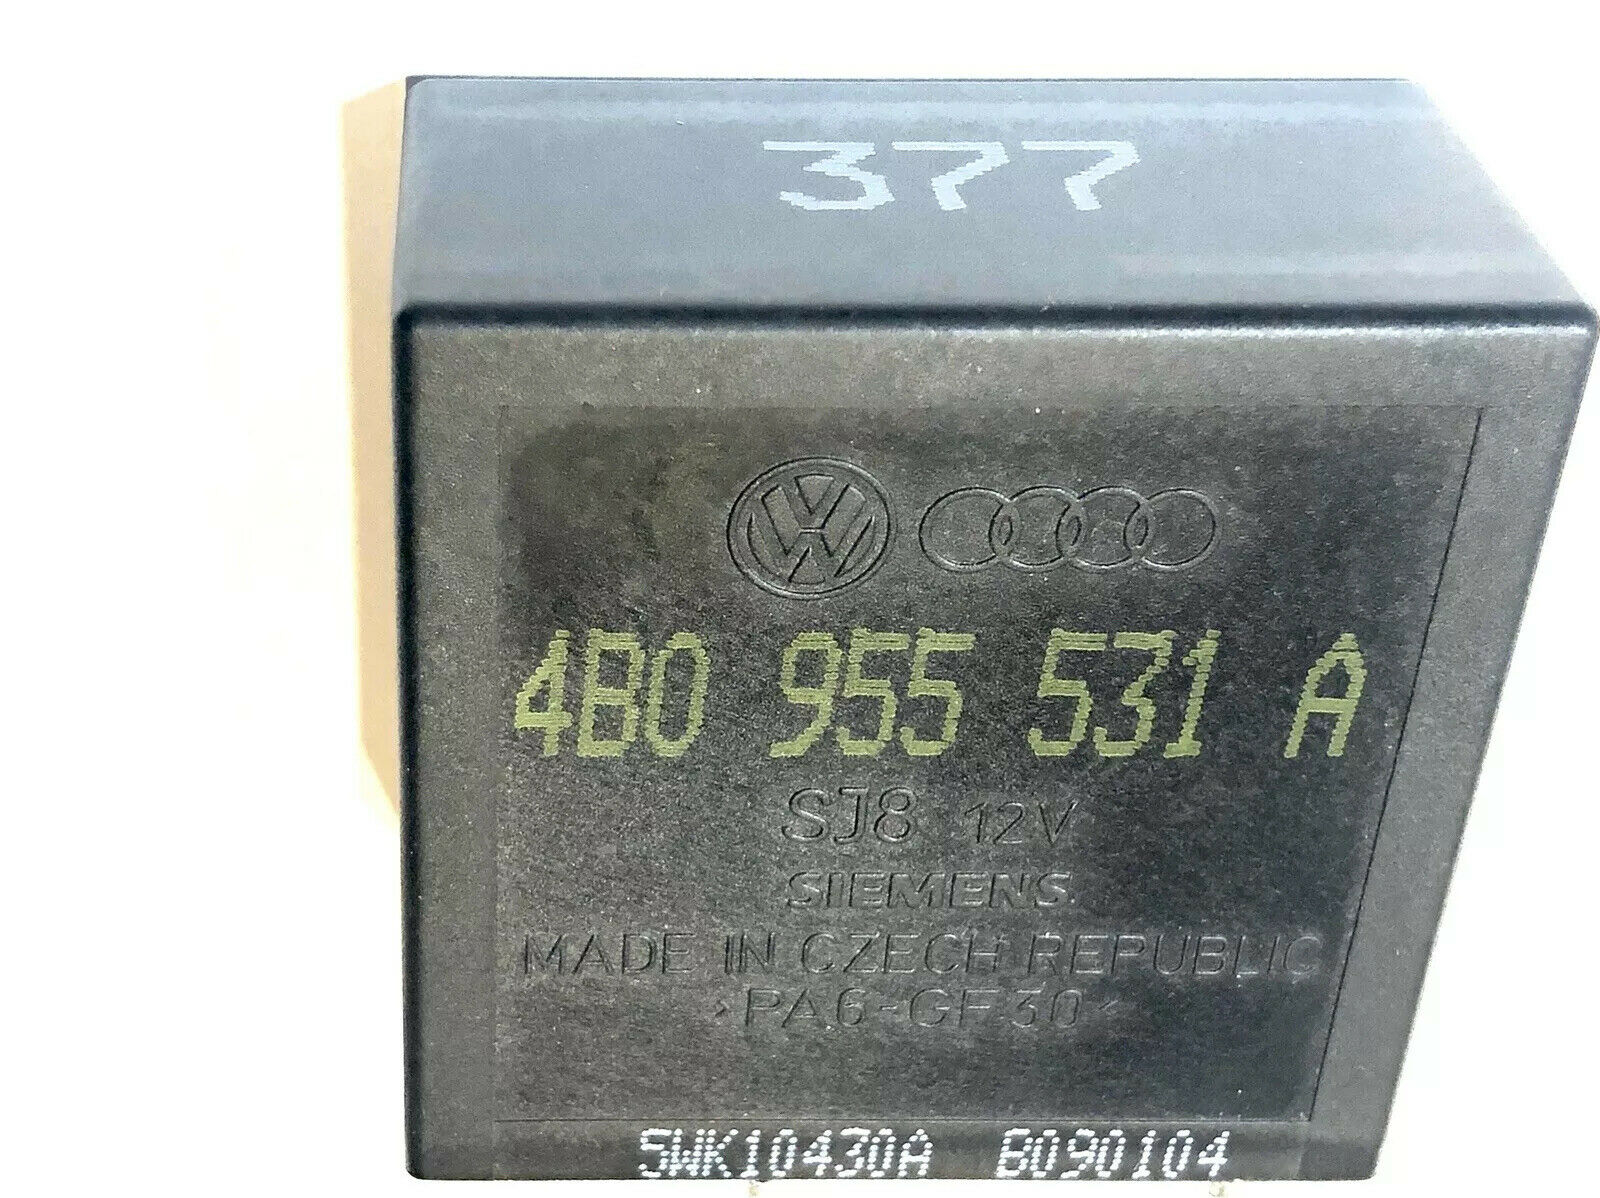 377
4B0 955 531 A
SJ8 12V
SIEMENS
MADE IN CZECH REPUBLIC
>PA6-GF30<
5WK10430A B090104